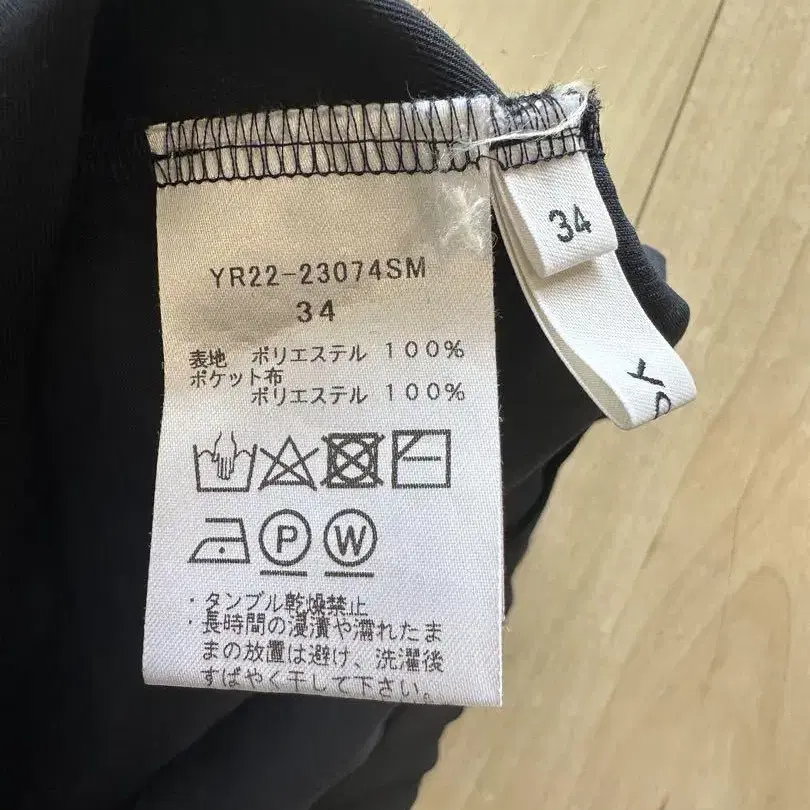 YR22-23074SM
34
表地 ポリエステル 100%
ポケット布
ポリエステル 100%
P W
・タンブル乾燥禁止
・長時間の浸漬や濡れたま
まの放置は避け、洗濯後
すばやく干して下さい。
34